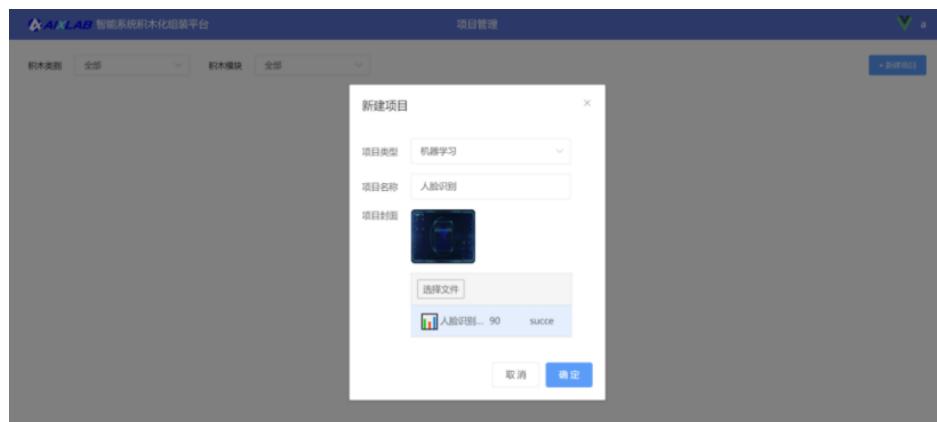 AIXLAB 智能系统积木化组装平台 项目管理 a
积木类别 全部 积木模块 全部 + 新建项目
新建项目
项目类型 机器学习
项目名称 人脸识别
项目封面
选择文件
人脸识别... 90 succe
取消 确定